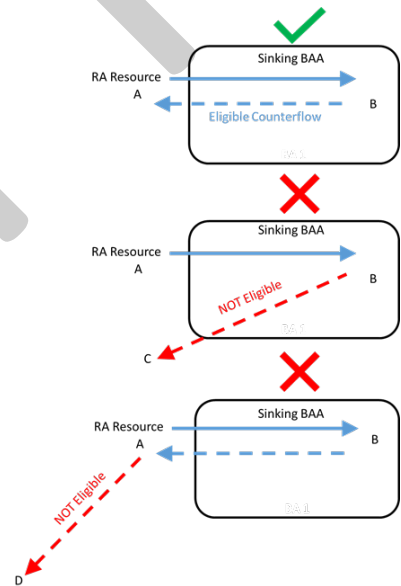 Sinking BAA
RA Resource
A
B
Eligible Counterflow
Sinking BAA
RA Resource
A
B
NOT Eligible
C
Sinking BAA
RA Resource
A
B
NOT Eligible
D